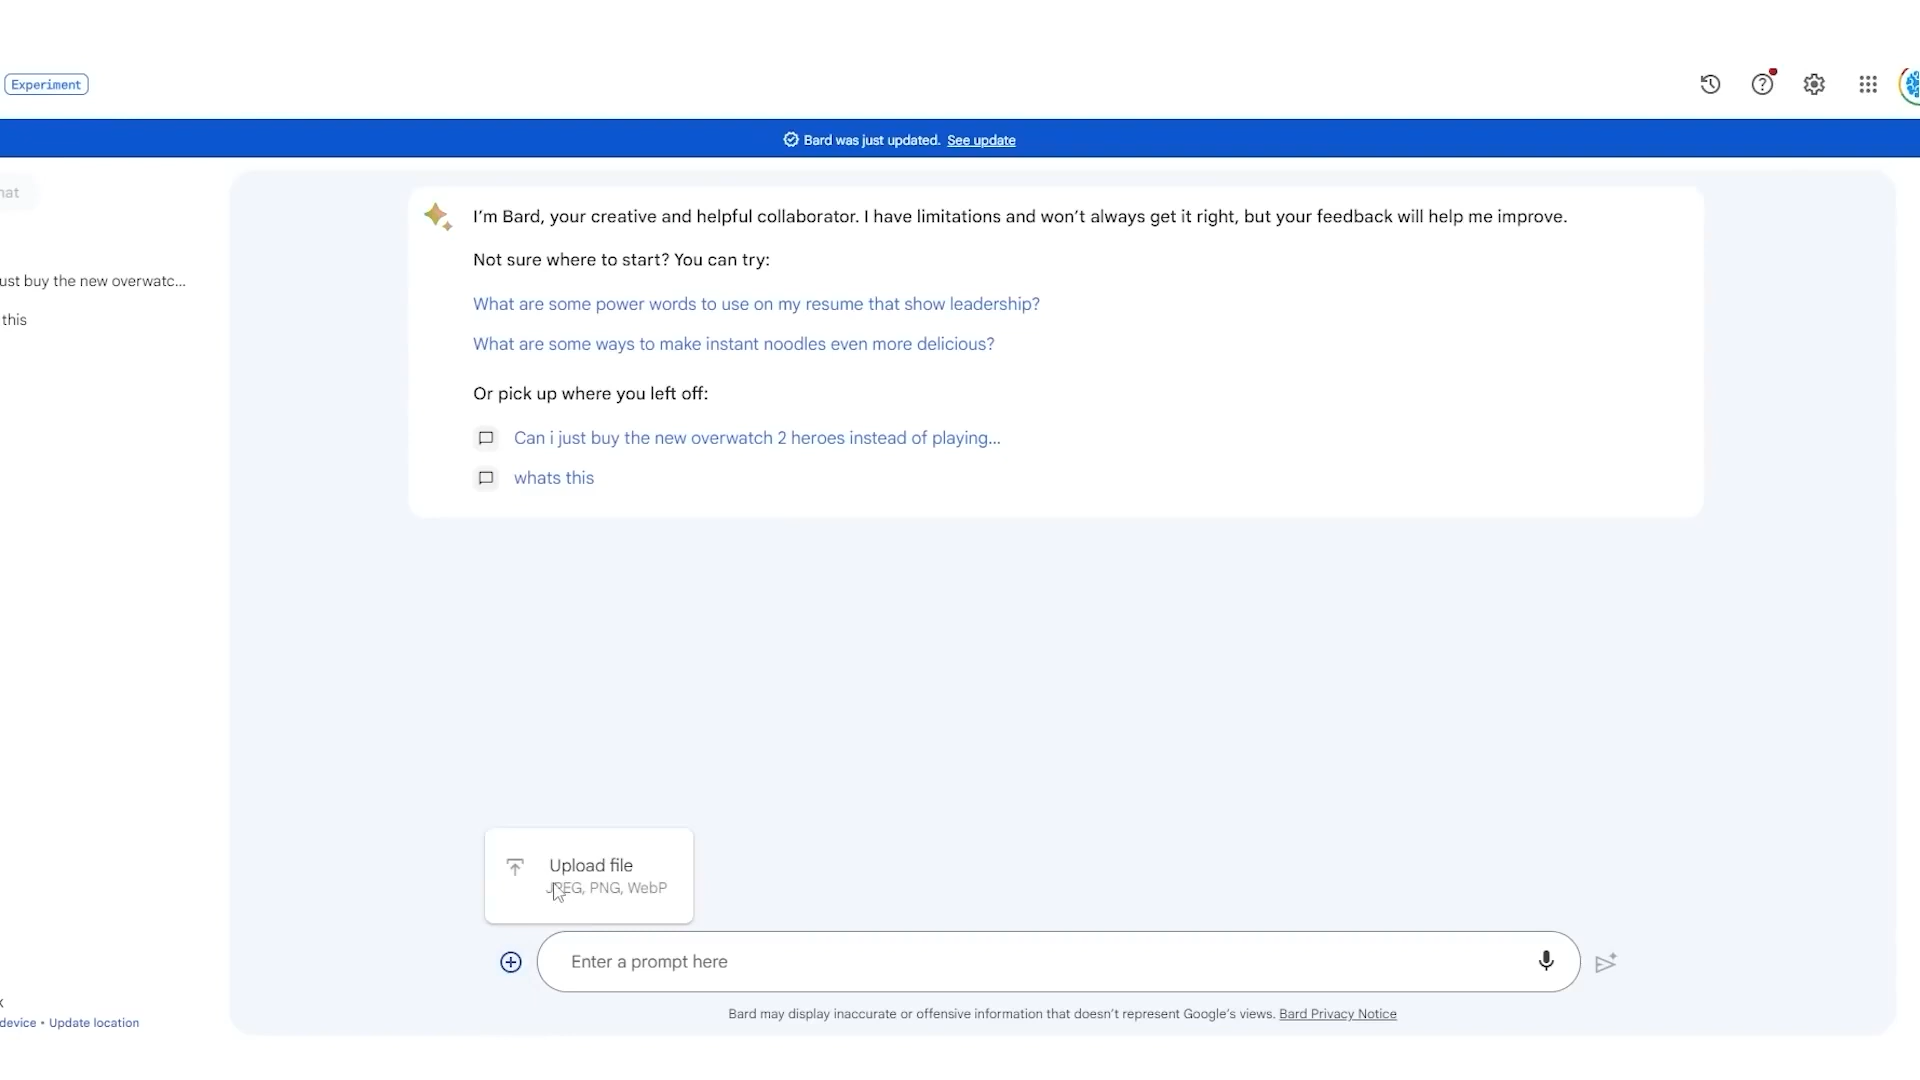 Experiment
Bard was just updated. See update
hat
I'm Bard, your creative and helpful collaborator. I have limitations and won't always get it right, but your feedback will help me improve.
Not sure where to start? You can try:
ust buy the new overwatc...
What are some power words to use on my resume that show leadership?
this
What are some ways to make instant noodles even more delicious?
Or pick up where you left off:
Can i just buy the new overwatch 2 heroes instead of playing...
whats this
Upload file
JPEG, PNG, WebP
Enter a prompt here
Bard may display inaccurate or offensive information that doesn't represent Google's views. Bard Privacy Notice
device • Update location